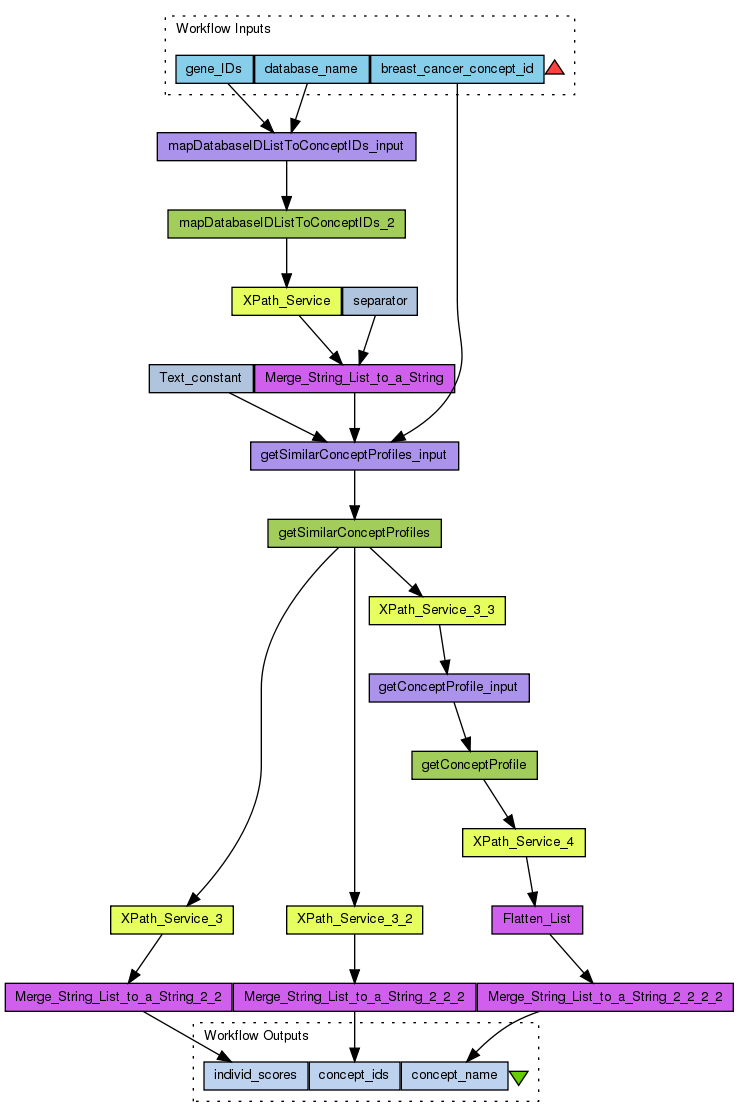 Workflow Inputs
gene_IDs database_name breast_cancer_concept_id
mapDatabaseIDListToConceptIDs_input
mapDatabaseIDListToConceptIDs_2
XPath_Service separator
Text_constant Merge_String_List_to_a_String
getSimilarConceptProfiles_input
getSimilarConceptProfiles
XPath_Service_3_3
getConceptProfile_input
getConceptProfile
XPath_Service_4
XPath_Service_3 XPath_Service_3_2 Flatten_List
Merge_String_List_to_a_String_2_2 Merge_String_List_to_a_String_2_2_2 Merge_String_List_to_a_String_2_2_2_2
Workflow Outputs
individ_scores concept_ids concept_name